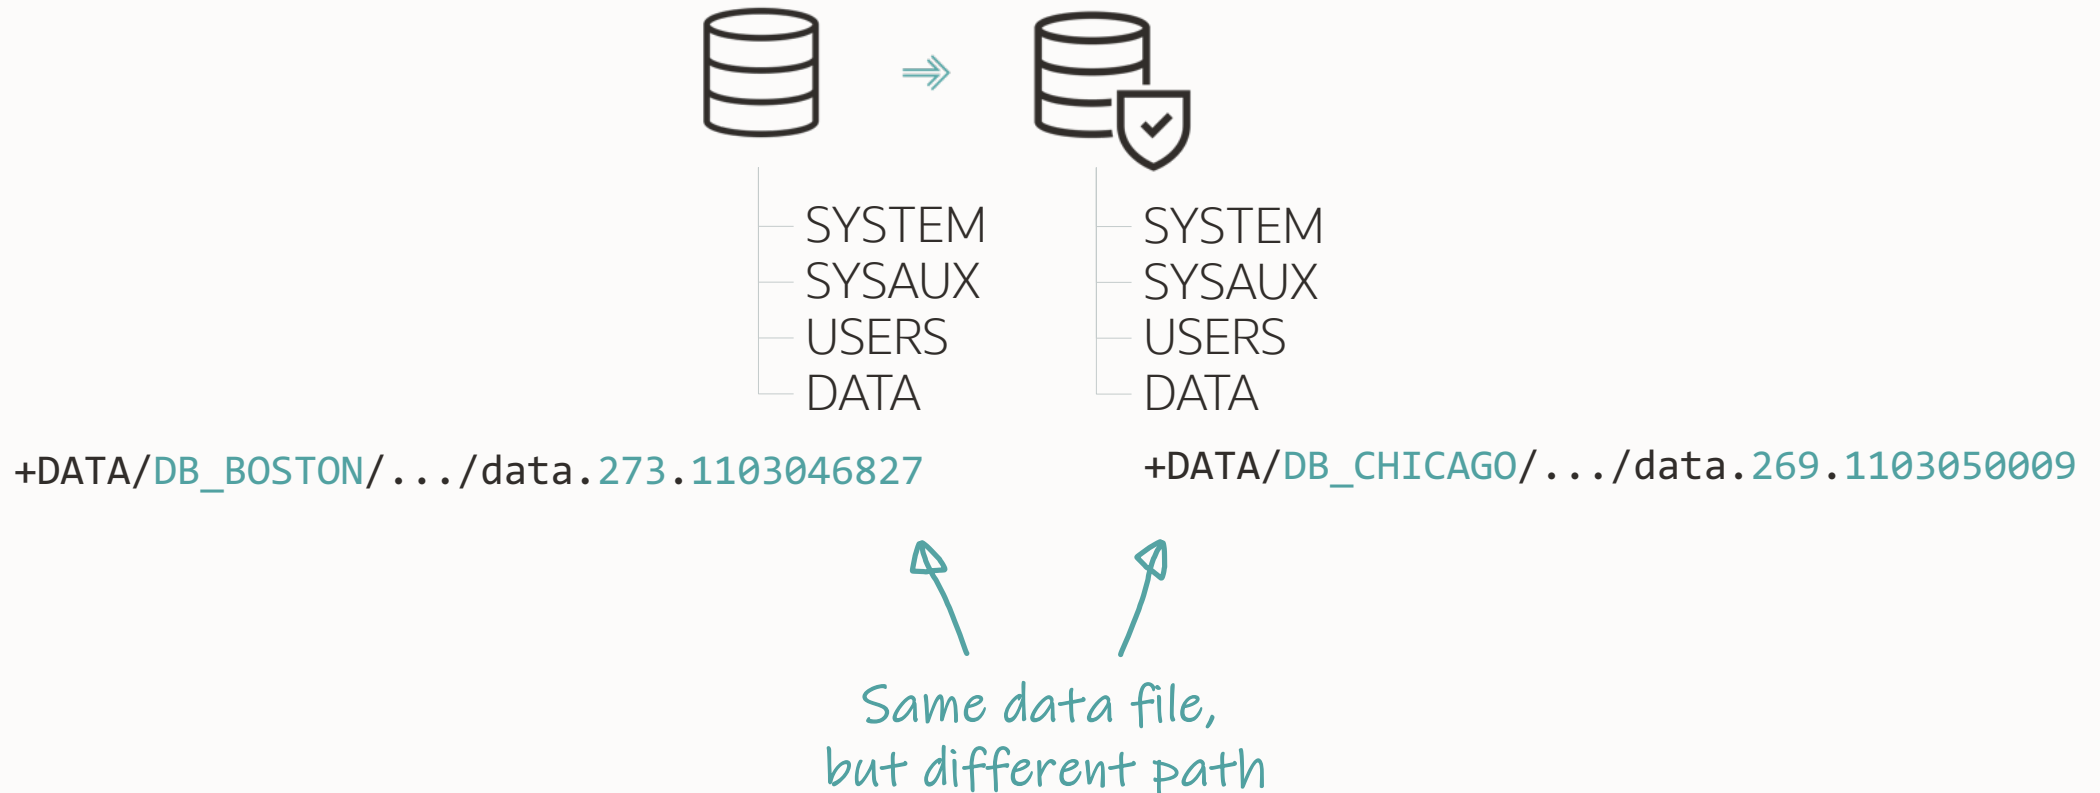 SYSTEM
SYSAUX
USERS
DATA
+DATA/DB_BOSTON/.../data.273.1103046827
SYSTEM
SYSAUX
USERS
DATA
+DATA/DB_CHICAGO/.../data.269.1103050009
Same data file,
but different path